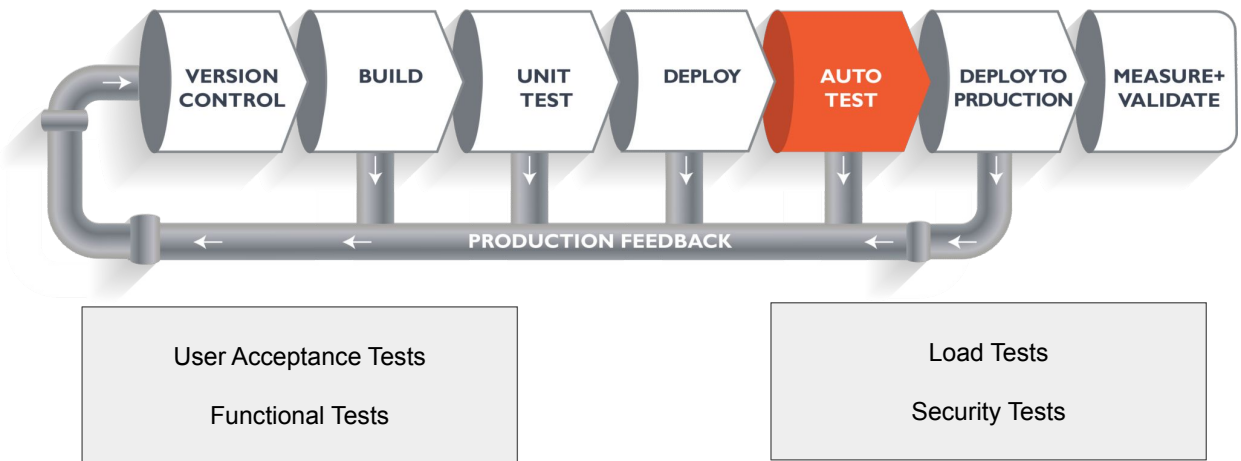 VERSION
CONTROL
BUILD
UNIT
TEST
DEPLOY
AUTO
TEST
DEPLOY TO
PRDUCTION
MEASURE+
VALIDATE
PRODUCTION FEEDBACK
User Acceptance Tests
Functional Tests
Load Tests
Security Tests